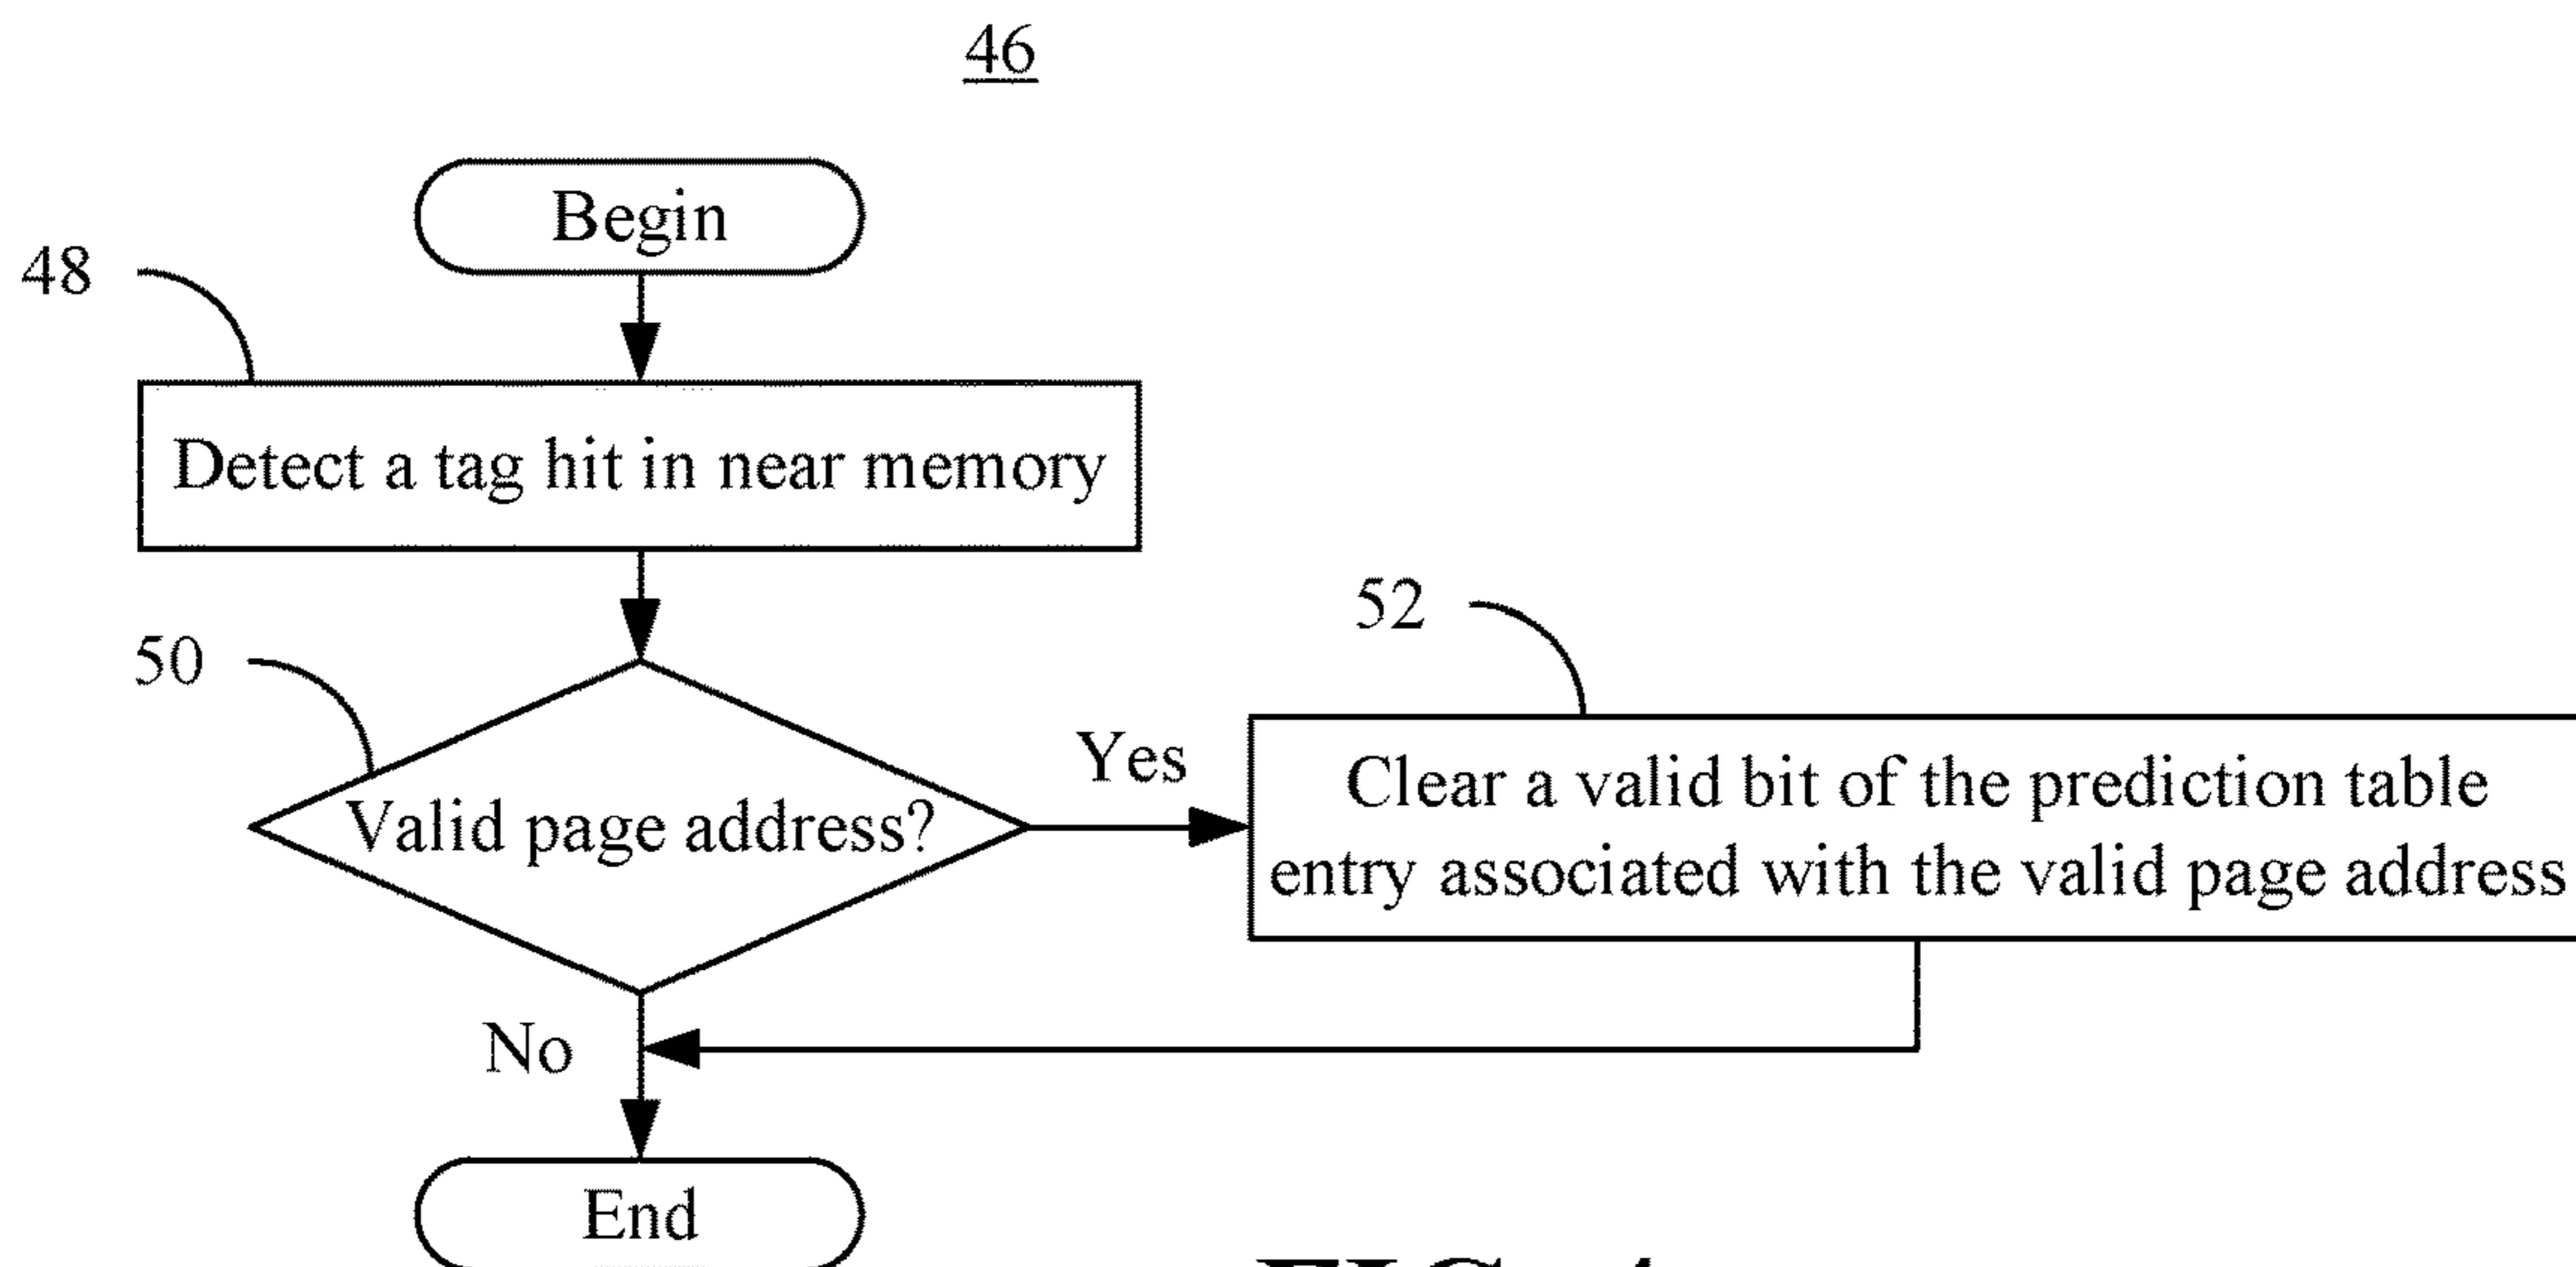 46
Begin
48
Detect a tag hit in near memory
52
50
Yes
Valid page address?
Clear a valid bit of the prediction table
entry associated with the valid page address
No
End